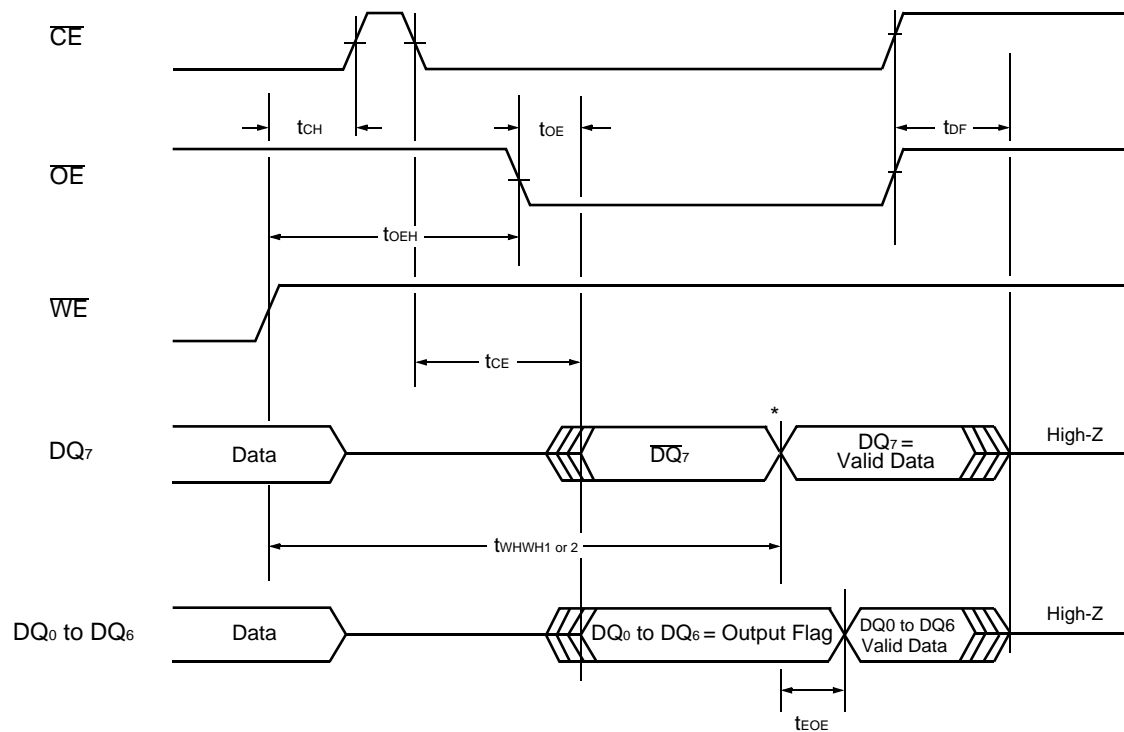 CE
tCH
tOE
tDF
OE
tOEH
WE
tCE
*
DQ7
Data
DQ7
DQ7 =
Valid Data
High-Z
tWHWH1 or 2
DQ0 to DQ6
Data
DQ0 to DQ6 = Output Flag
DQ0 to DQ6
Valid Data
High-Z
tEOE